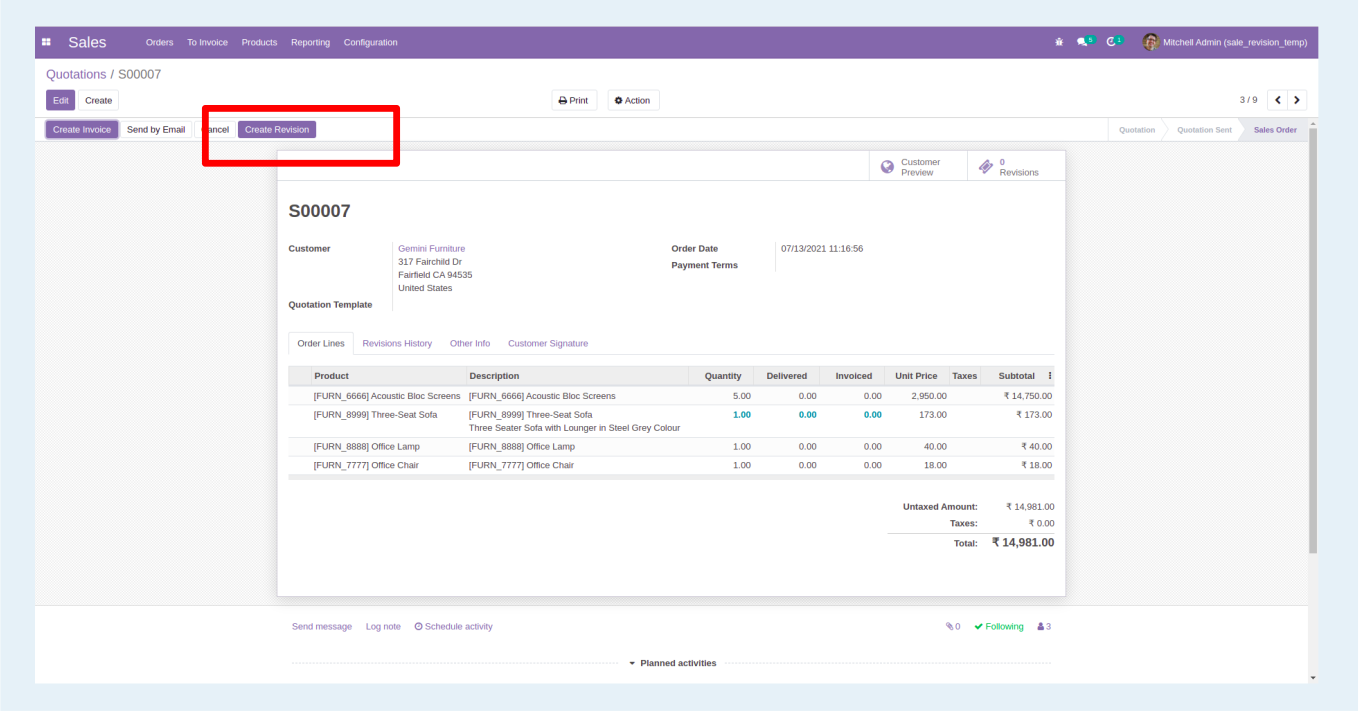 Sales Orders To Invoice Products Reporting Configuration 5 1 Mitchell Admin (sale_revision_temp)
Quotations / S00007
Edit Create Print Action 3 / 9
Create Invoice Send by Email Cancel Create Revision Quotation Quotation Sent Sales Order
Customer Preview 0 Revisions
S00007
Customer Gemini Furniture Order Date 07/13/2021 11:16:56
317 Fairchild Dr Payment Terms
Fairfield CA 94535
United States
Quotation Template
Order Lines Revisions History Other Info Customer Signature
Product Description Quantity Delivered Invoiced Unit Price Taxes Subtotal
[FURN_6666] Acoustic Bloc Screens [FURN_6666] Acoustic Bloc Screens 5.00 0.00 0.00 2,950.00 ₹ 14,750.00
[FURN_8999] Three-Seat Sofa [FURN_8999] Three-Seat Sofa 1.00 0.00 0.00 173.00 ₹ 173.00
Three Seater Sofa with Lounger in Steel Grey Colour
[FURN_8888] Office Lamp [FURN_8888] Office Lamp 1.00 0.00 0.00 40.00 ₹ 40.00
[FURN_7777] Office Chair [FURN_7777] Office Chair 1.00 0.00 0.00 18.00 ₹ 18.00
Untaxed Amount: ₹ 14,981.00
Taxes: ₹ 0.00
Total: ₹ 14,981.00
Send message Log note Schedule activity 0 Following 3
Planned activities